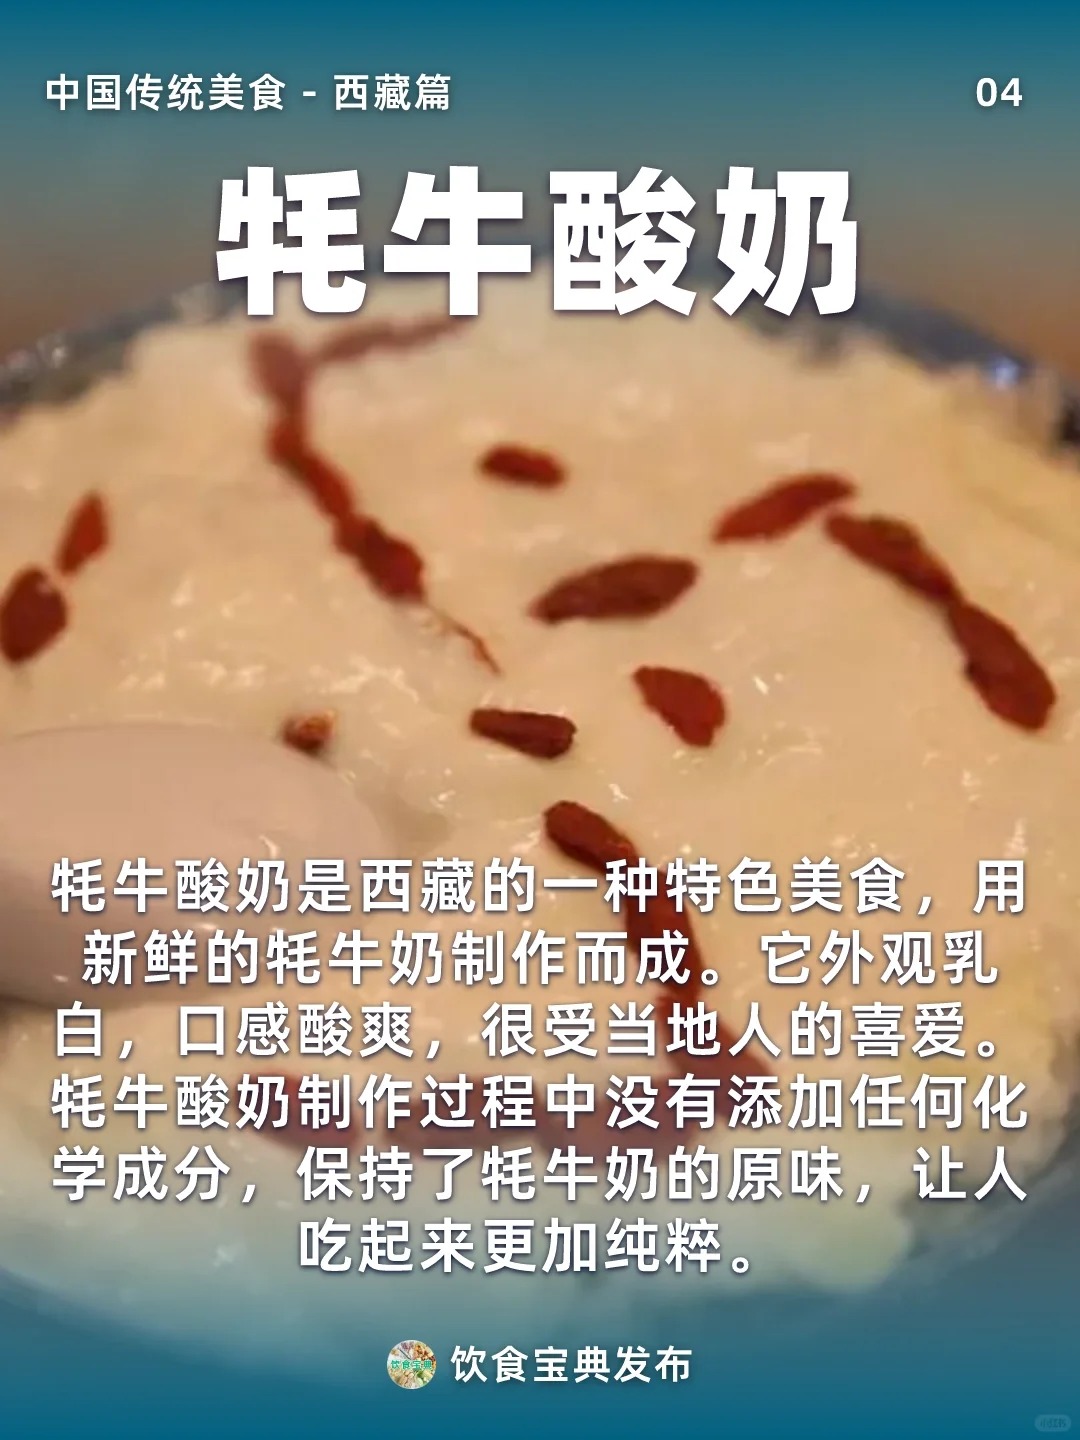 中国传统美食 - 西藏篇
04
牦牛酸奶
牦牛酸奶是西藏的一种特色美食，用
新鲜的牦牛奶制作而成。它外观乳
白，口感酸爽，很受当地人的喜爱。
牦牛酸奶制作过程中没有添加任何化
学成分，保持了牦牛奶的原味，让人
吃起来更加纯粹。
饮食宝典
饮食宝典发布